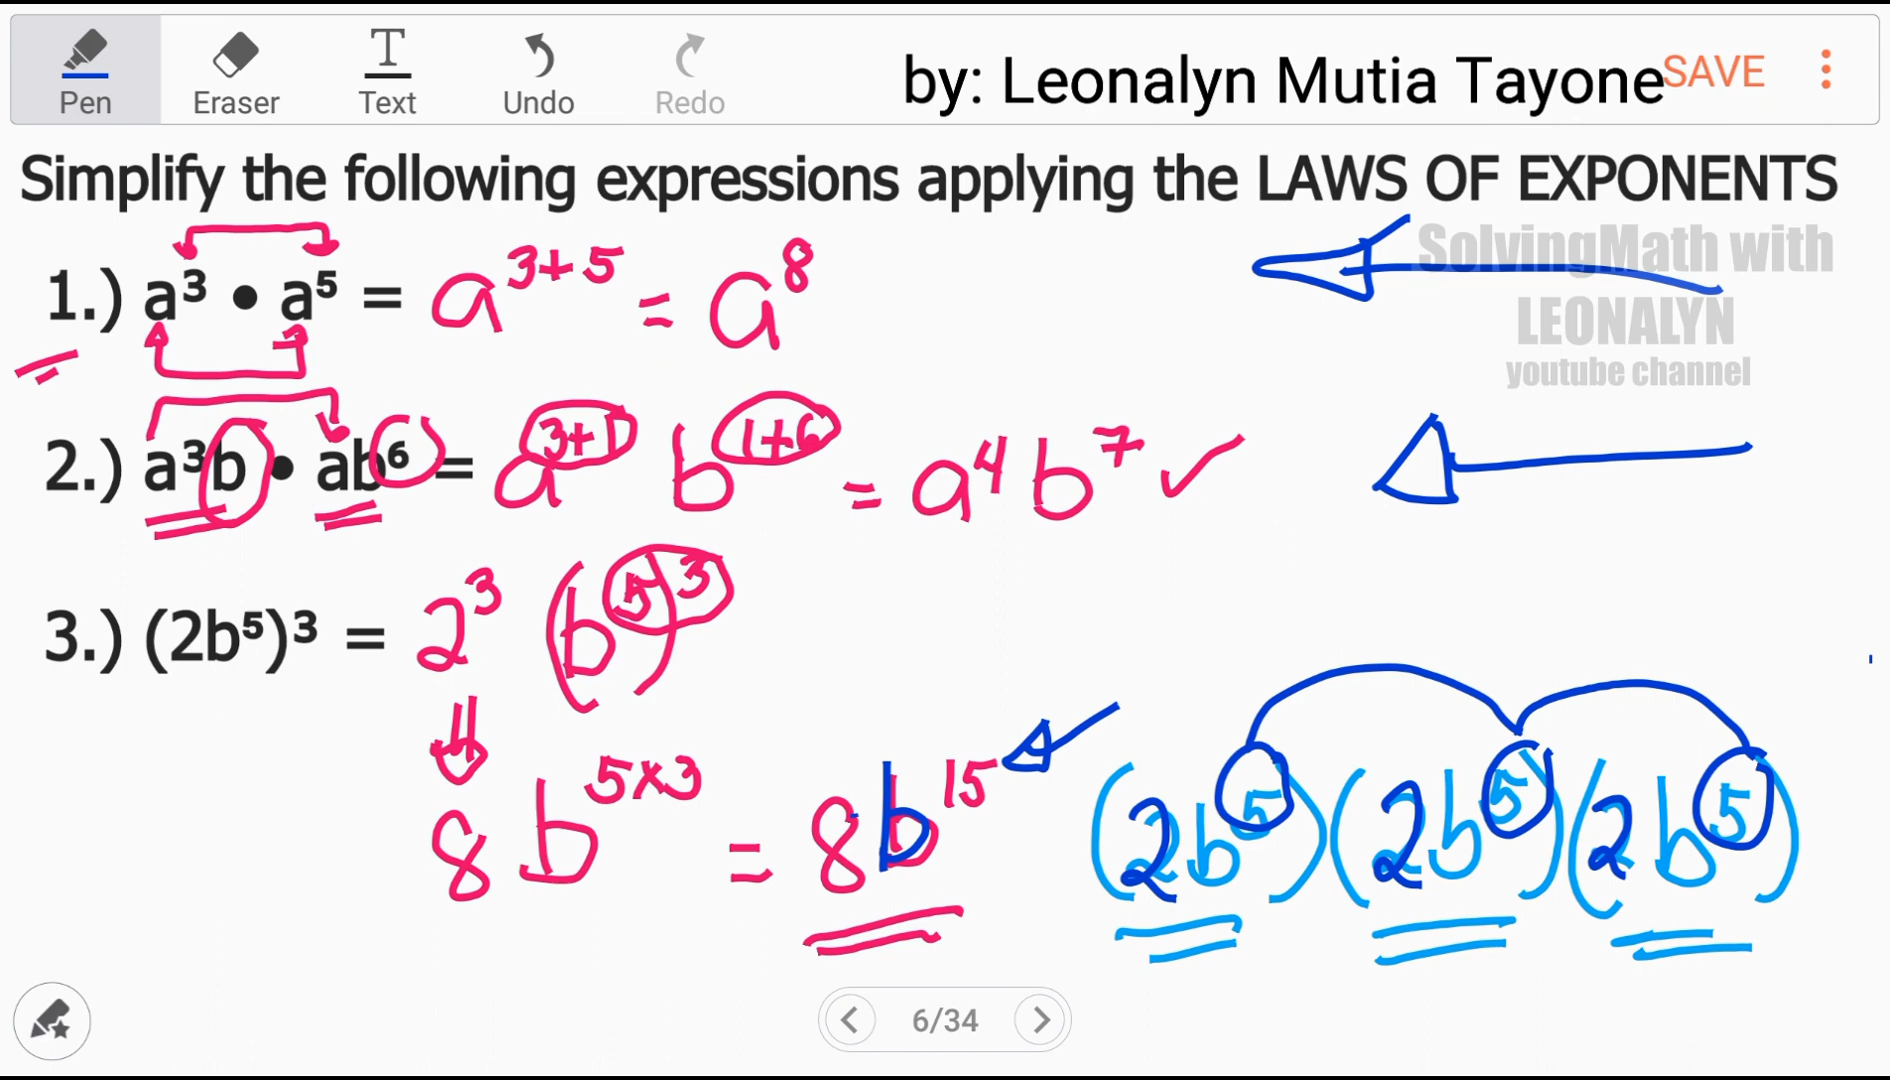 Pen Eraser Text Undo Redo by: Leonalyn Mutia Tayone SAVE
Simplify the following expressions applying the LAWS OF EXPONENTS
SolvingMath with
LEONALYN
youtube channel
1.) a³ • a⁵ = a³⁺⁵ = a⁸
2.) a³b • ab⁶ = a³⁺¹ b¹⁺⁶ = a⁴b⁷ ✓
3.) (2b⁵)³ = 2³ (b⁵)³
8b⁵ˣ³ = 8b¹⁵ (2b⁵)(2b⁵)(2b⁵)
6/34